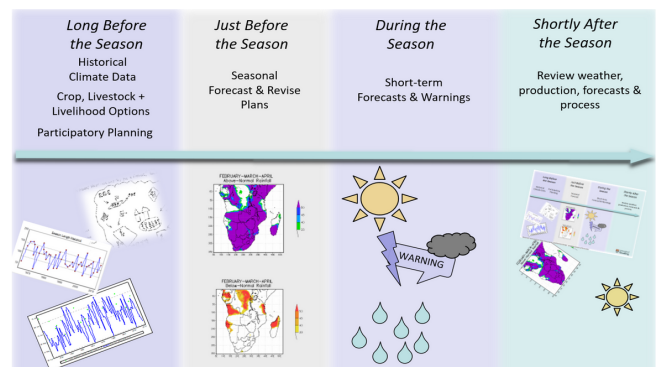 Long Before
the Season
Historical
Climate Data
Crop, Livestock +
Livelihood Options
Participatory Planning
Just Before
the Season
Seasonal
Forecast & Revise
Plans
During the
Season
Short-term
Forecasts & Warnings
Shortly After
the Season
Review weather,
production, forecasts &
process
FEBRUARY-MARCH-APRIL
Above-Normal Rainfall
WARNING
FEBRUARY-MARCH-APRIL
Below-Normal Rainfall